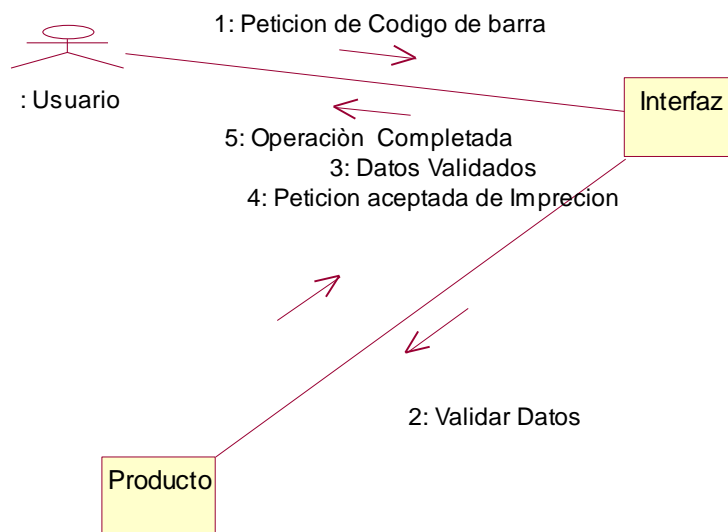 1: Peticion de Codigo de barra
: Usuario
Interfaz
5: Operaciòn Completada
3: Datos Validados
4: Peticion aceptada de Imprecion
2: Validar Datos
Producto